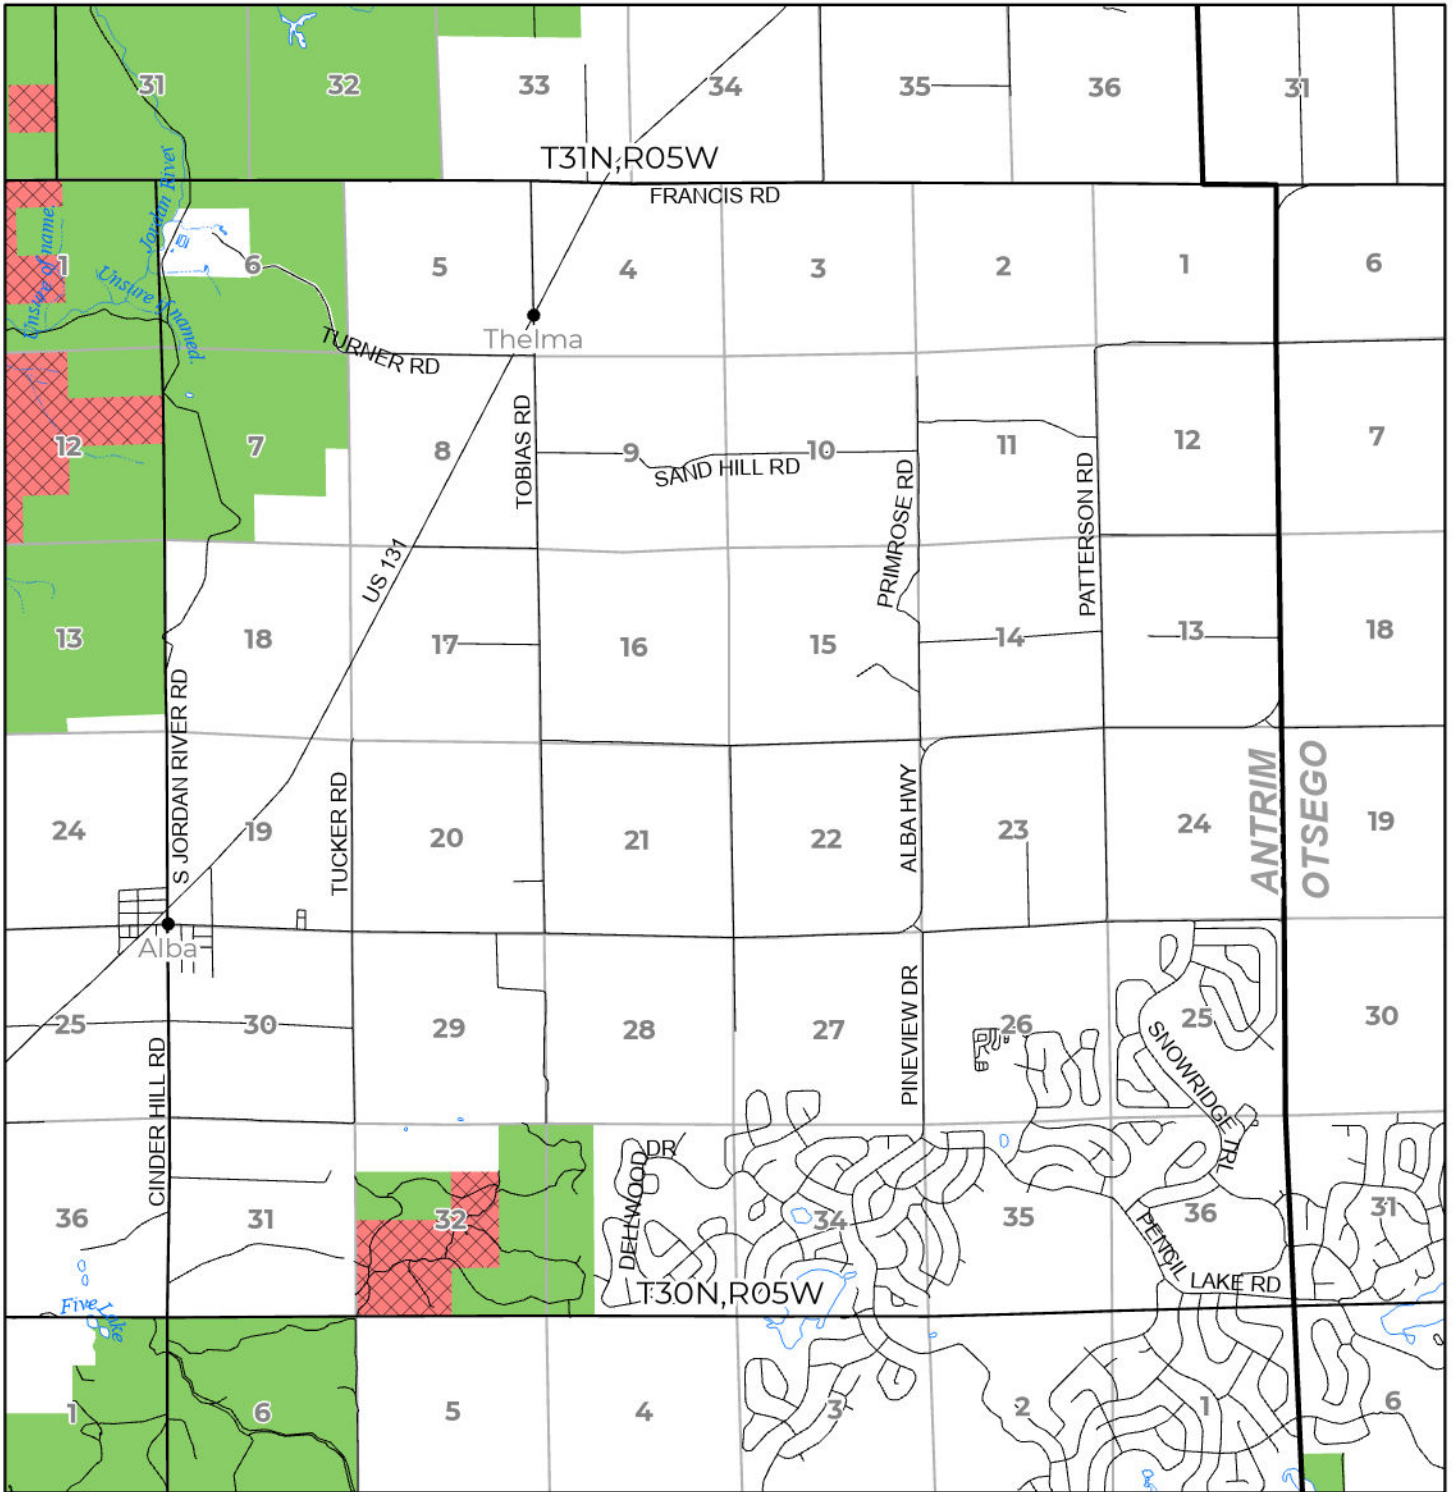 31 32 33 34 35 36 31
T31N,R05W
FRANCIS RD
Jordan River
Unsure of name.
Unsure if named.
1 6 5 4 3 2 1 6
Thelma
TURNER RD
12 7 8 9 10 11 12 7
TOBIAS RD
SAND HILL RD
PRIMROSE RD
PATTERSON RD
US 131
13 18 17 16 15 14 13 18
S JORDAN RIVER RD
TUCKER RD
ALBA HWY
ANTRIM
OTSEGO
24 19 20 21 22 23 24 19
Alba
25 30 29 28 27 26 25 30
CINDER HILL RD
PINEVIEW DR
SNOWRIDGE TRL
DELLWOOD DR
36 31 32 34 35 36 31
PENCIL LAKE RD
T30N,R05W
Five Lake
1 6 5 4 3 2 1 6